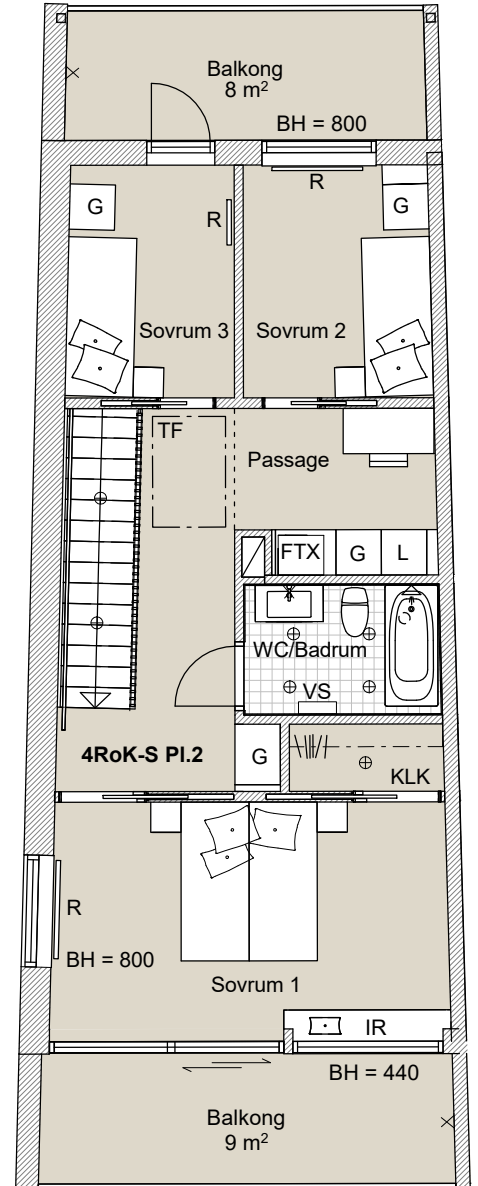 Balkong
8 m²
BH = 800
R
G
R
G
Sovrum 3
Sovrum 2
TF
Passage
FTX
G
L
WC/Badrum
VS
4RoK-S Pl.2
G
KLK
R
BH = 800
Sovrum 1
IR
BH = 440
Balkong
9 m²